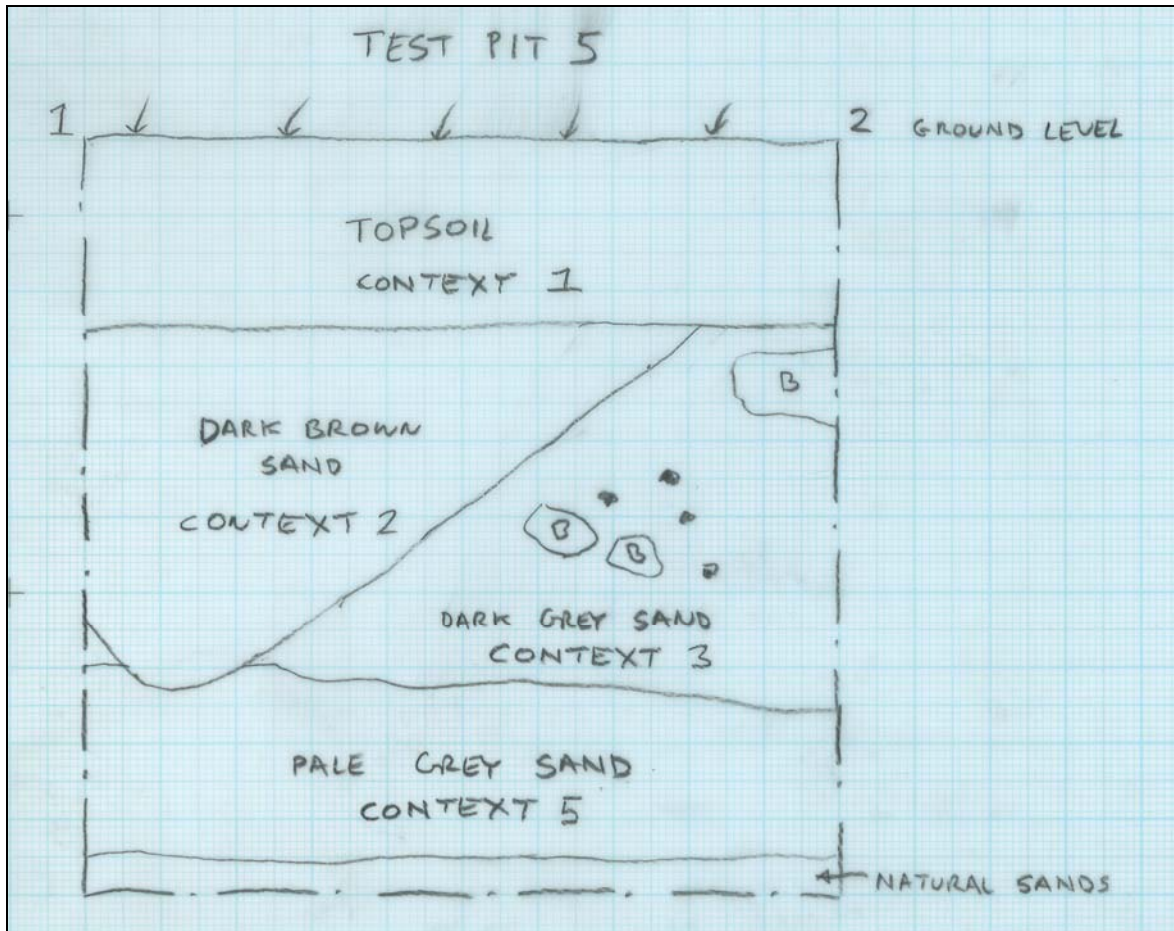 TEST PIT 5
1
2 GROUND LEVEL
TOPSOIL
CONTEXT 1
B
DARK BROWN
SAND
CONTEXT 2
B
B
DARK GREY SAND
CONTEXT 3
PALE GREY SAND
CONTEXT 5
NATURAL SANDS